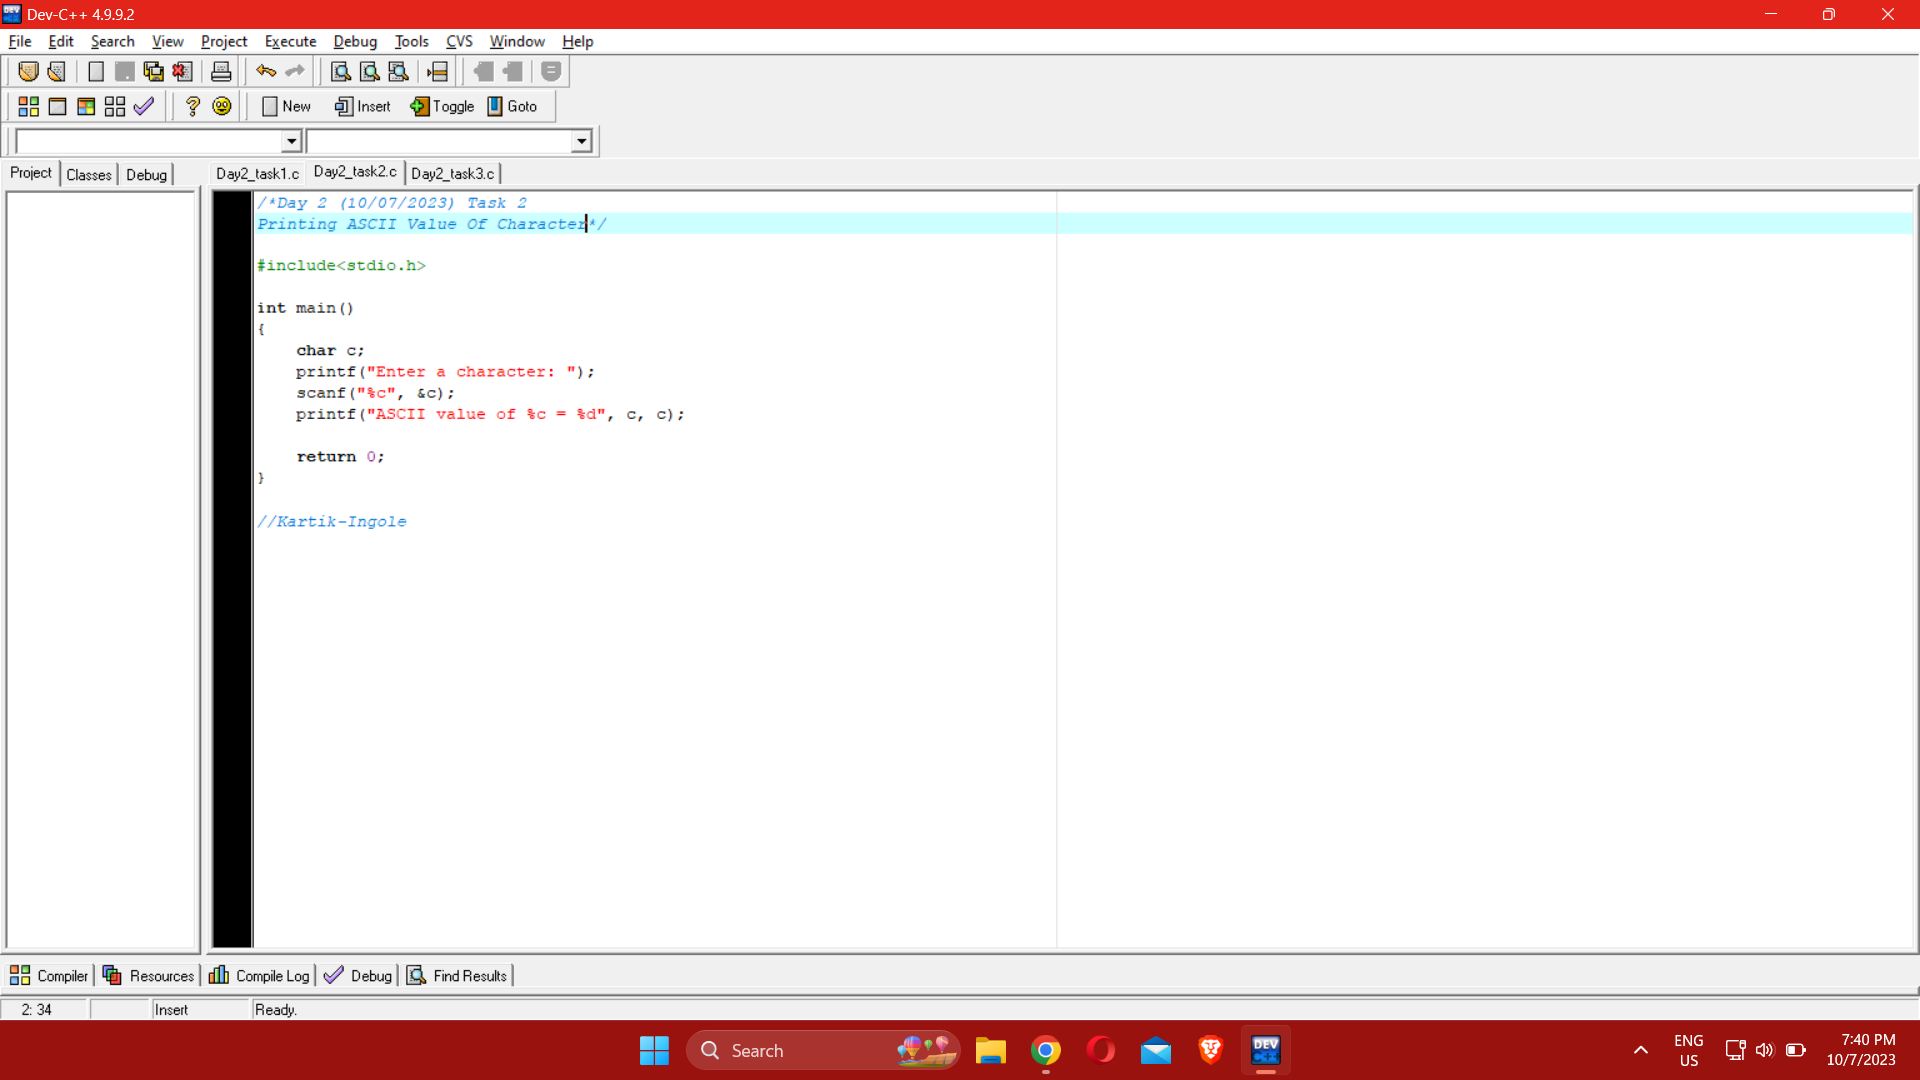 Dev-C++ 4.9.9.2
File Edit Search View Project Execute Debug Tools CVS Window Help
New Insert Toggle Goto
Project Classes Debug
Day2_task1.c Day2_task2.c Day2_task3.c
/*Day 2 (10/07/2023) Task 2
Printing ASCII Value Of Character*/
#include<stdio.h>
int main()
{
char c;
printf("Enter a character: ");
scanf("%c", &c);
printf("ASCII value of %c = %d", c, c);
return 0;
}
//Kartik-Ingole
Compiler Resources Compile Log Debug Find Results
2: 34 Insert Ready.
Search
DEV C++
ENG
US
7:40 PM
10/7/2023